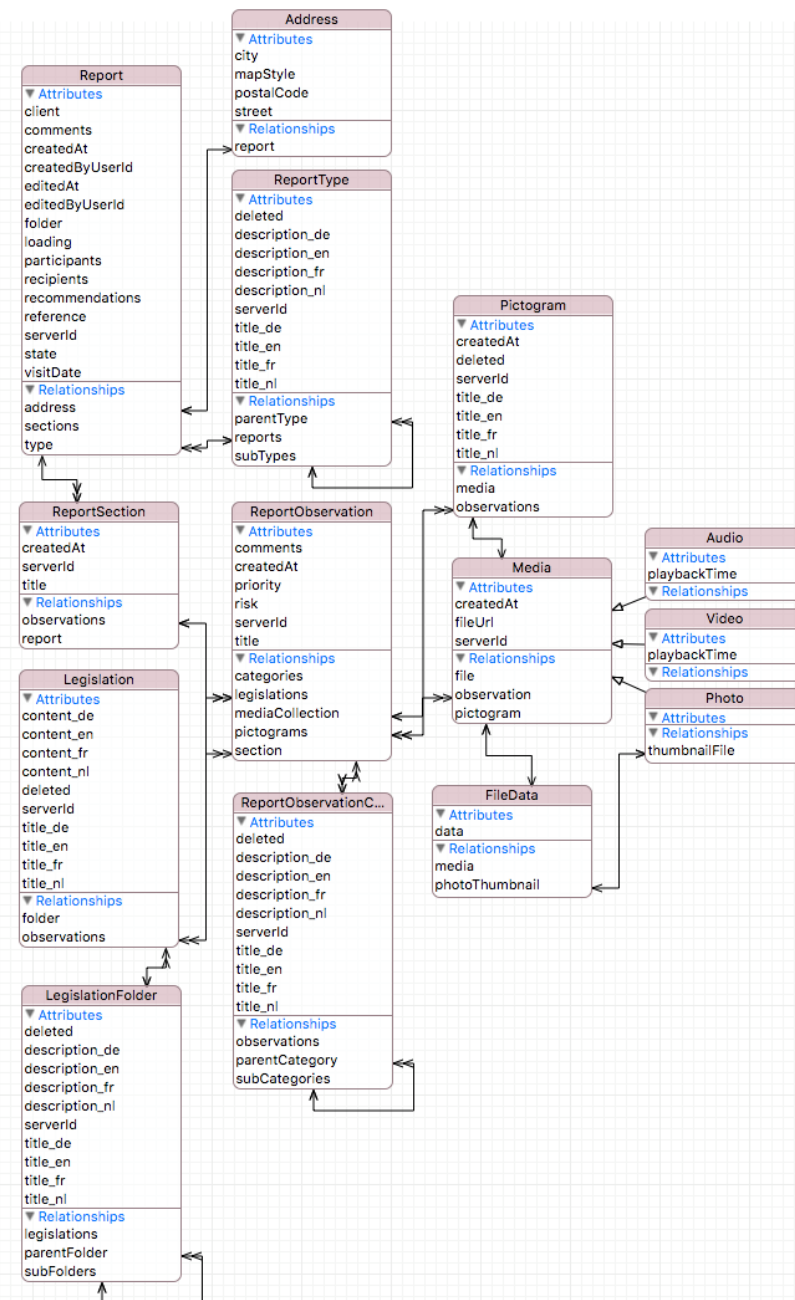 Address
Attributes
city
mapStyle
postalCode
street
Relationships
report
Report
Attributes
client
comments
createdAt
createdByUserId
editedAt
editedByUserId
folder
loading
participants
recipients
recommendations
reference
serverId
state
visitDate
Relationships
address
sections
type
ReportType
Attributes
deleted
description_de
description_en
description_fr
description_nl
serverId
title_de
title_en
title_fr
title_nl
Relationships
parentType
reports
subTypes
Pictogram
Attributes
createdAt
deleted
serverId
title_de
title_en
title_fr
title_nl
Relationships
media
observations
ReportSection
Attributes
createdAt
serverId
title
Relationships
observations
report
ReportObservation
Attributes
comments
createdAt
priority
risk
serverId
title
Relationships
categories
legislations
mediaCollection
pictograms
section
Media
Attributes
createdAt
fileUrl
serverId
Relationships
file
observation
pictogram
Audio
Attributes
playbackTime
Relationships
Video
Attributes
playbackTime
Relationships
Photo
Attributes
Relationships
thumbnailFile
Legislation
Attributes
content_de
content_en
content_fr
content_nl
deleted
serverId
title_de
title_en
title_fr
title_nl
Relationships
folder
observations
ReportObservationC...
Attributes
deleted
description_de
description_en
description_fr
description_nl
serverId
title_de
title_en
title_fr
title_nl
Relationships
observations
parentCategory
subCategories
FileData
Attributes
data
Relationships
media
photoThumbnail
LegislationFolder
Attributes
deleted
description_de
description_en
description_fr
description_nl
serverId
title_de
title_en
title_fr
title_nl
Relationships
legislations
parentFolder
subFolders